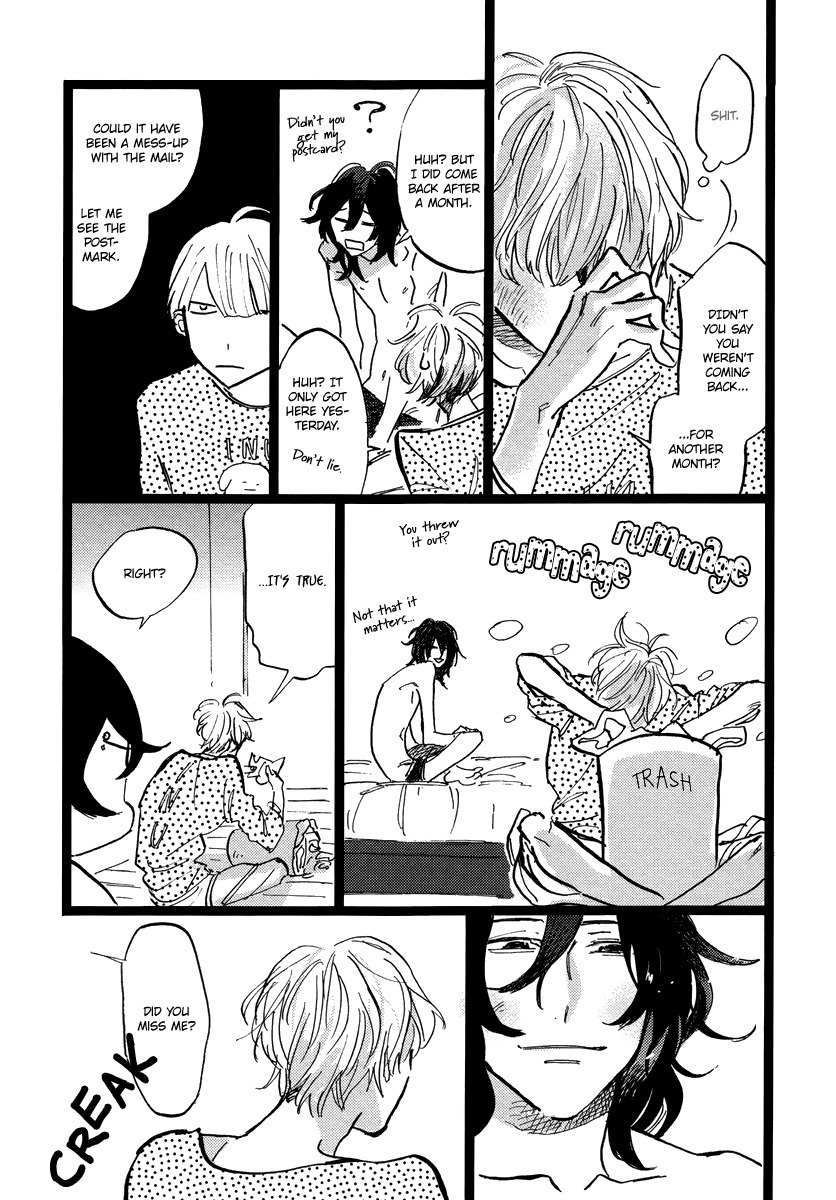 SHIT.
DIDN'T
YOU SAY
YOU
WEREN'T
COMING
BACK...
...FOR
ANOTHER
MONTH?
HUH? BUT
I DID COME
BACK AFTER
A MONTH.
?
Didn't you
get my
postcard?
HUH? IT
ONLY GOT
HERE YES-
TERDAY.
Don't lie.
COULD IT HAVE
BEEN A MESS-UP
WITH THE MAIL?
LET ME
SEE THE
POST-
MARK.
INU
rummage
rummage
You threw
it out?
Not that it
matters...
TRASH
...IT'S TRUE.
RIGHT?
INU
DID YOU
MISS ME?
CREAK